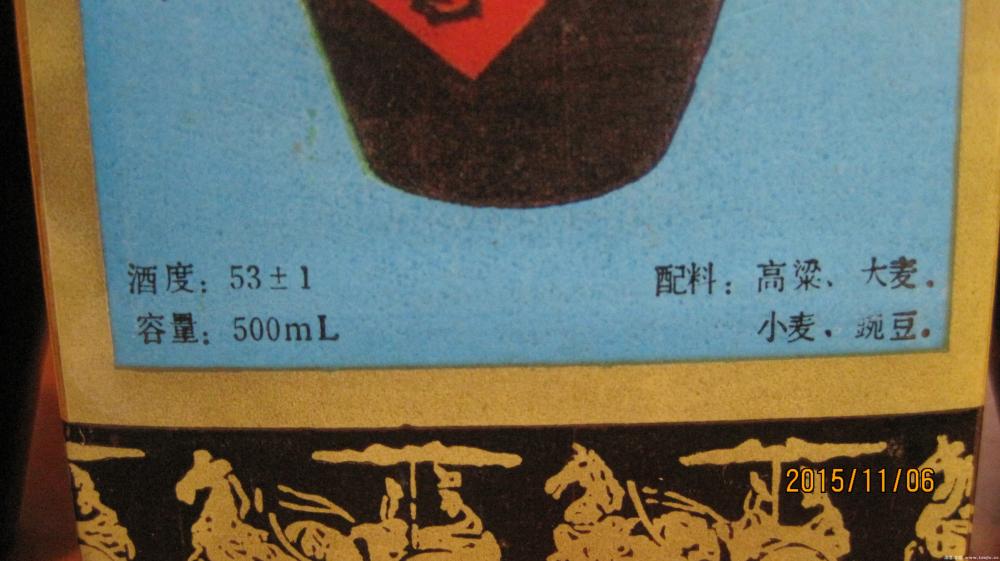 酒度：53±1
容量：500mL
配料：高粱、大麦.
小麦、豌豆.
2015/11/06